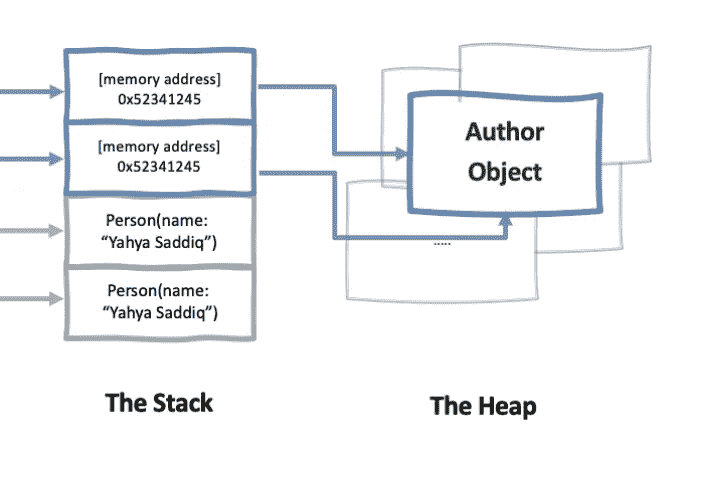 [memory address]
0x52341245
[memory address]
0x52341245
Person(name:
“Yahya Saddiq”)
Person(name:
“Yahya Saddiq”)
Author
Object
.....
The Stack
The Heap